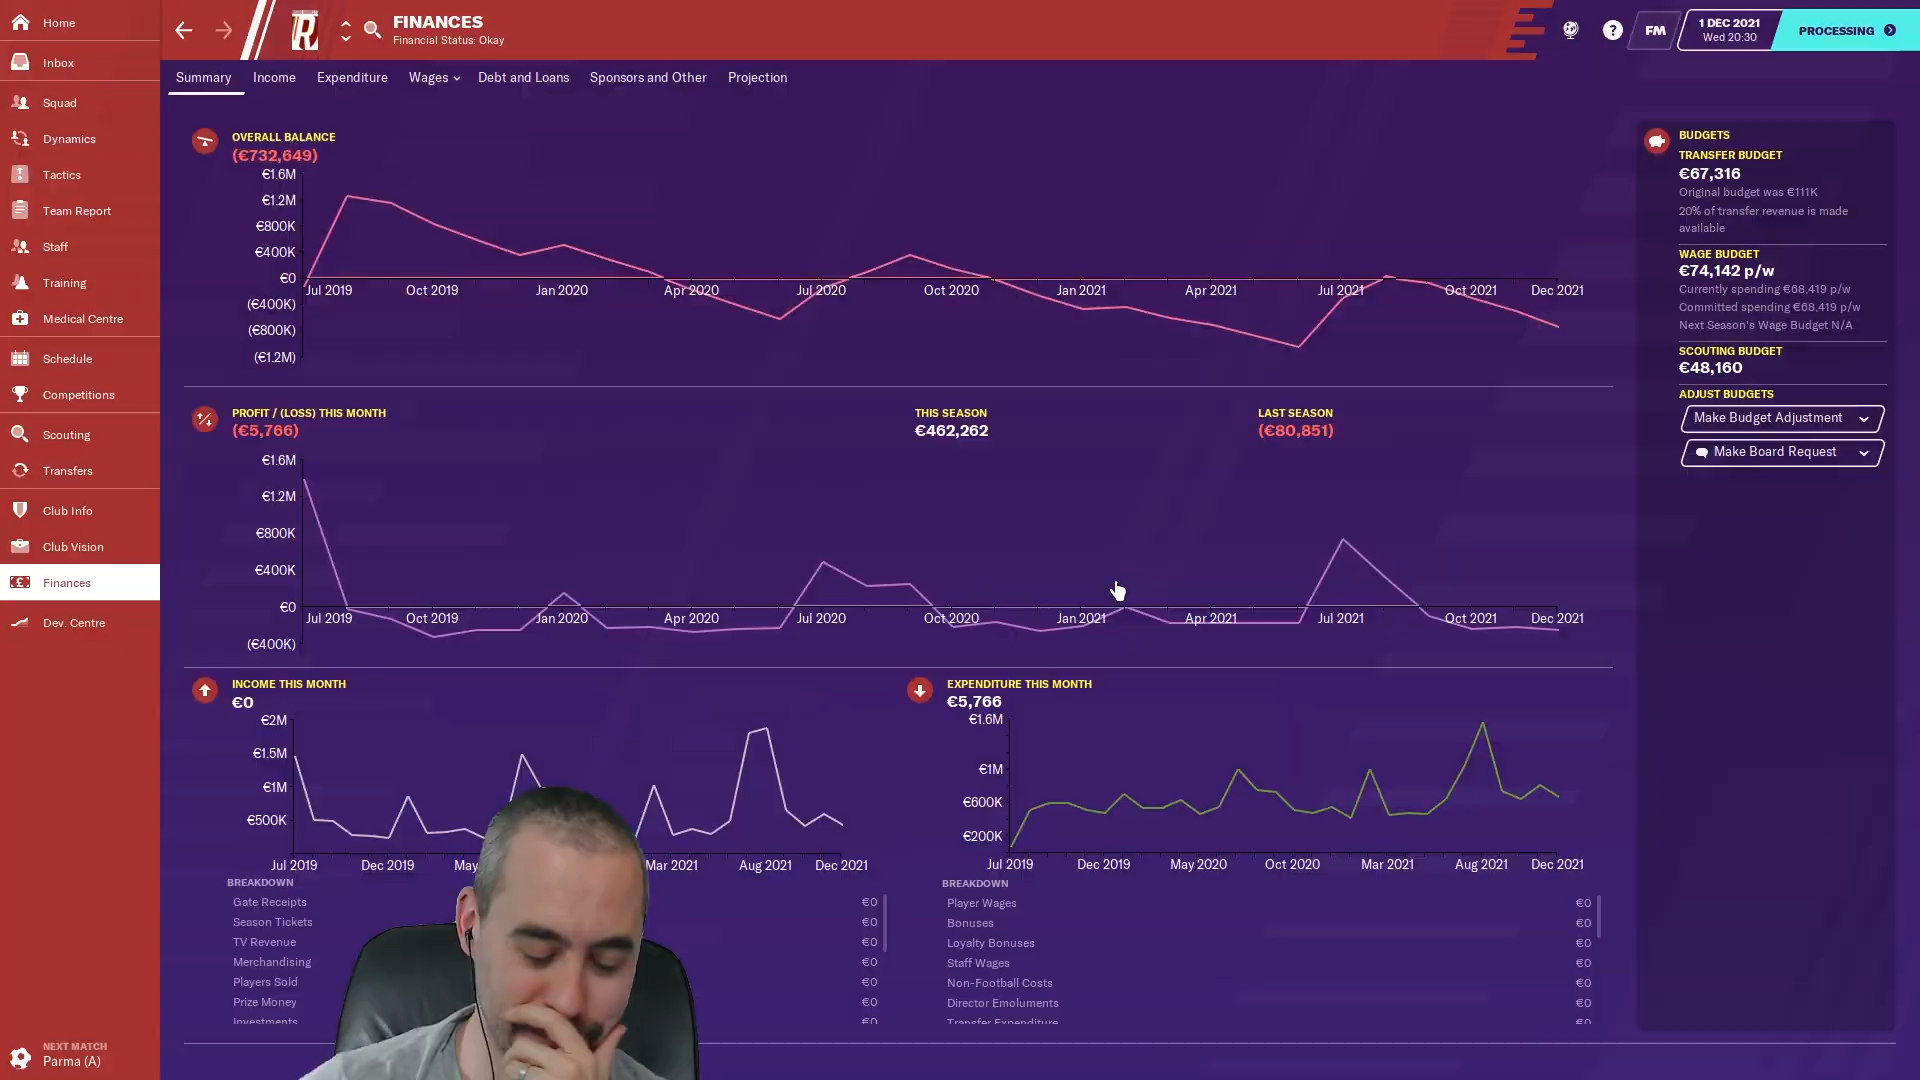 Home
Inbox
Squad
Dynamics
Tactics
Team Report
Staff
Training
Medical Centre
Schedule
Competitions
Scouting
Transfers
Club Info
Club Vision
Finances
Dev. Centre
NEXT MATCH
Parma (A)
R
FINANCES
Financial Status: Okay
?
FM
1 DEC 2021
Wed 20:30
PROCESSING
Summary Income Expenditure Wages Debt and Loans Sponsors and Other Projection
OVERALL BALANCE
(€732,649)
€1.6M
€1.2M
€800K
€400K
€0
(€400K)
(€800K)
(€1.2M)
Jul 2019 Oct 2019 Jan 2020 Apr 2020 Jul 2020 Oct 2020 Jan 2021 Apr 2021 Jul 2021 Oct 2021 Dec 2021
PROFIT / (LOSS) THIS MONTH
(€5,766)
THIS SEASON
€462,262
LAST SEASON
(€80,851)
€1.6M
€1.2M
€800K
€400K
€0
(€400K)
Jul 2019 Oct 2019 Jan 2020 Apr 2020 Jul 2020 Oct 2020 Jan 2021 Apr 2021 Jul 2021 Oct 2021 Dec 2021
INCOME THIS MONTH
€0
€2M
€1.5M
€1M
€500K
Jul 2019 Dec 2019 May Mar 2021 Aug 2021 Dec 2021
BREAKDOWN
Gate Receipts €0
Season Tickets €0
TV Revenue €0
Merchandising €0
Players Sold €0
Prize Money €0
Investments €0
EXPENDITURE THIS MONTH
€5,766
€1.6M
€1M
€600K
€200K
Jul 2019 Dec 2019 May 2020 Oct 2020 Mar 2021 Aug 2021 Dec 2021
BREAKDOWN
Player Wages €0
Bonuses €0
Loyalty Bonuses €0
Staff Wages €0
Non-Football Costs €0
Director Emoluments €0
Transfer Expenditure €0
BUDGETS
TRANSFER BUDGET
€67,316
Original budget was €111K
20% of transfer revenue is made
available
WAGE BUDGET
€74,142 p/w
Currently spending €68,419 p/w
Committed spending €68,419 p/w
Next Season's Wage Budget N/A
SCOUTING BUDGET
€48,160
ADJUST BUDGETS
Make Budget Adjustment
Make Board Request